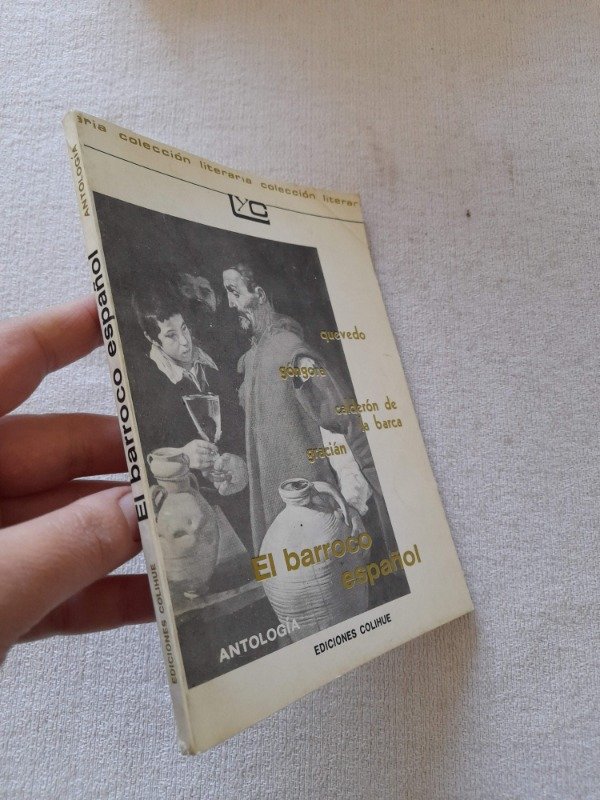 ANTOLOGÍA
El barroco español
EDICIONES COLIHUE
aria colección literaria colección literar
LyC
quevedo
góngora
calderón de
la barca
gracián
El barroco
español
ANTOLOGÍA
EDICIONES COLIHUE